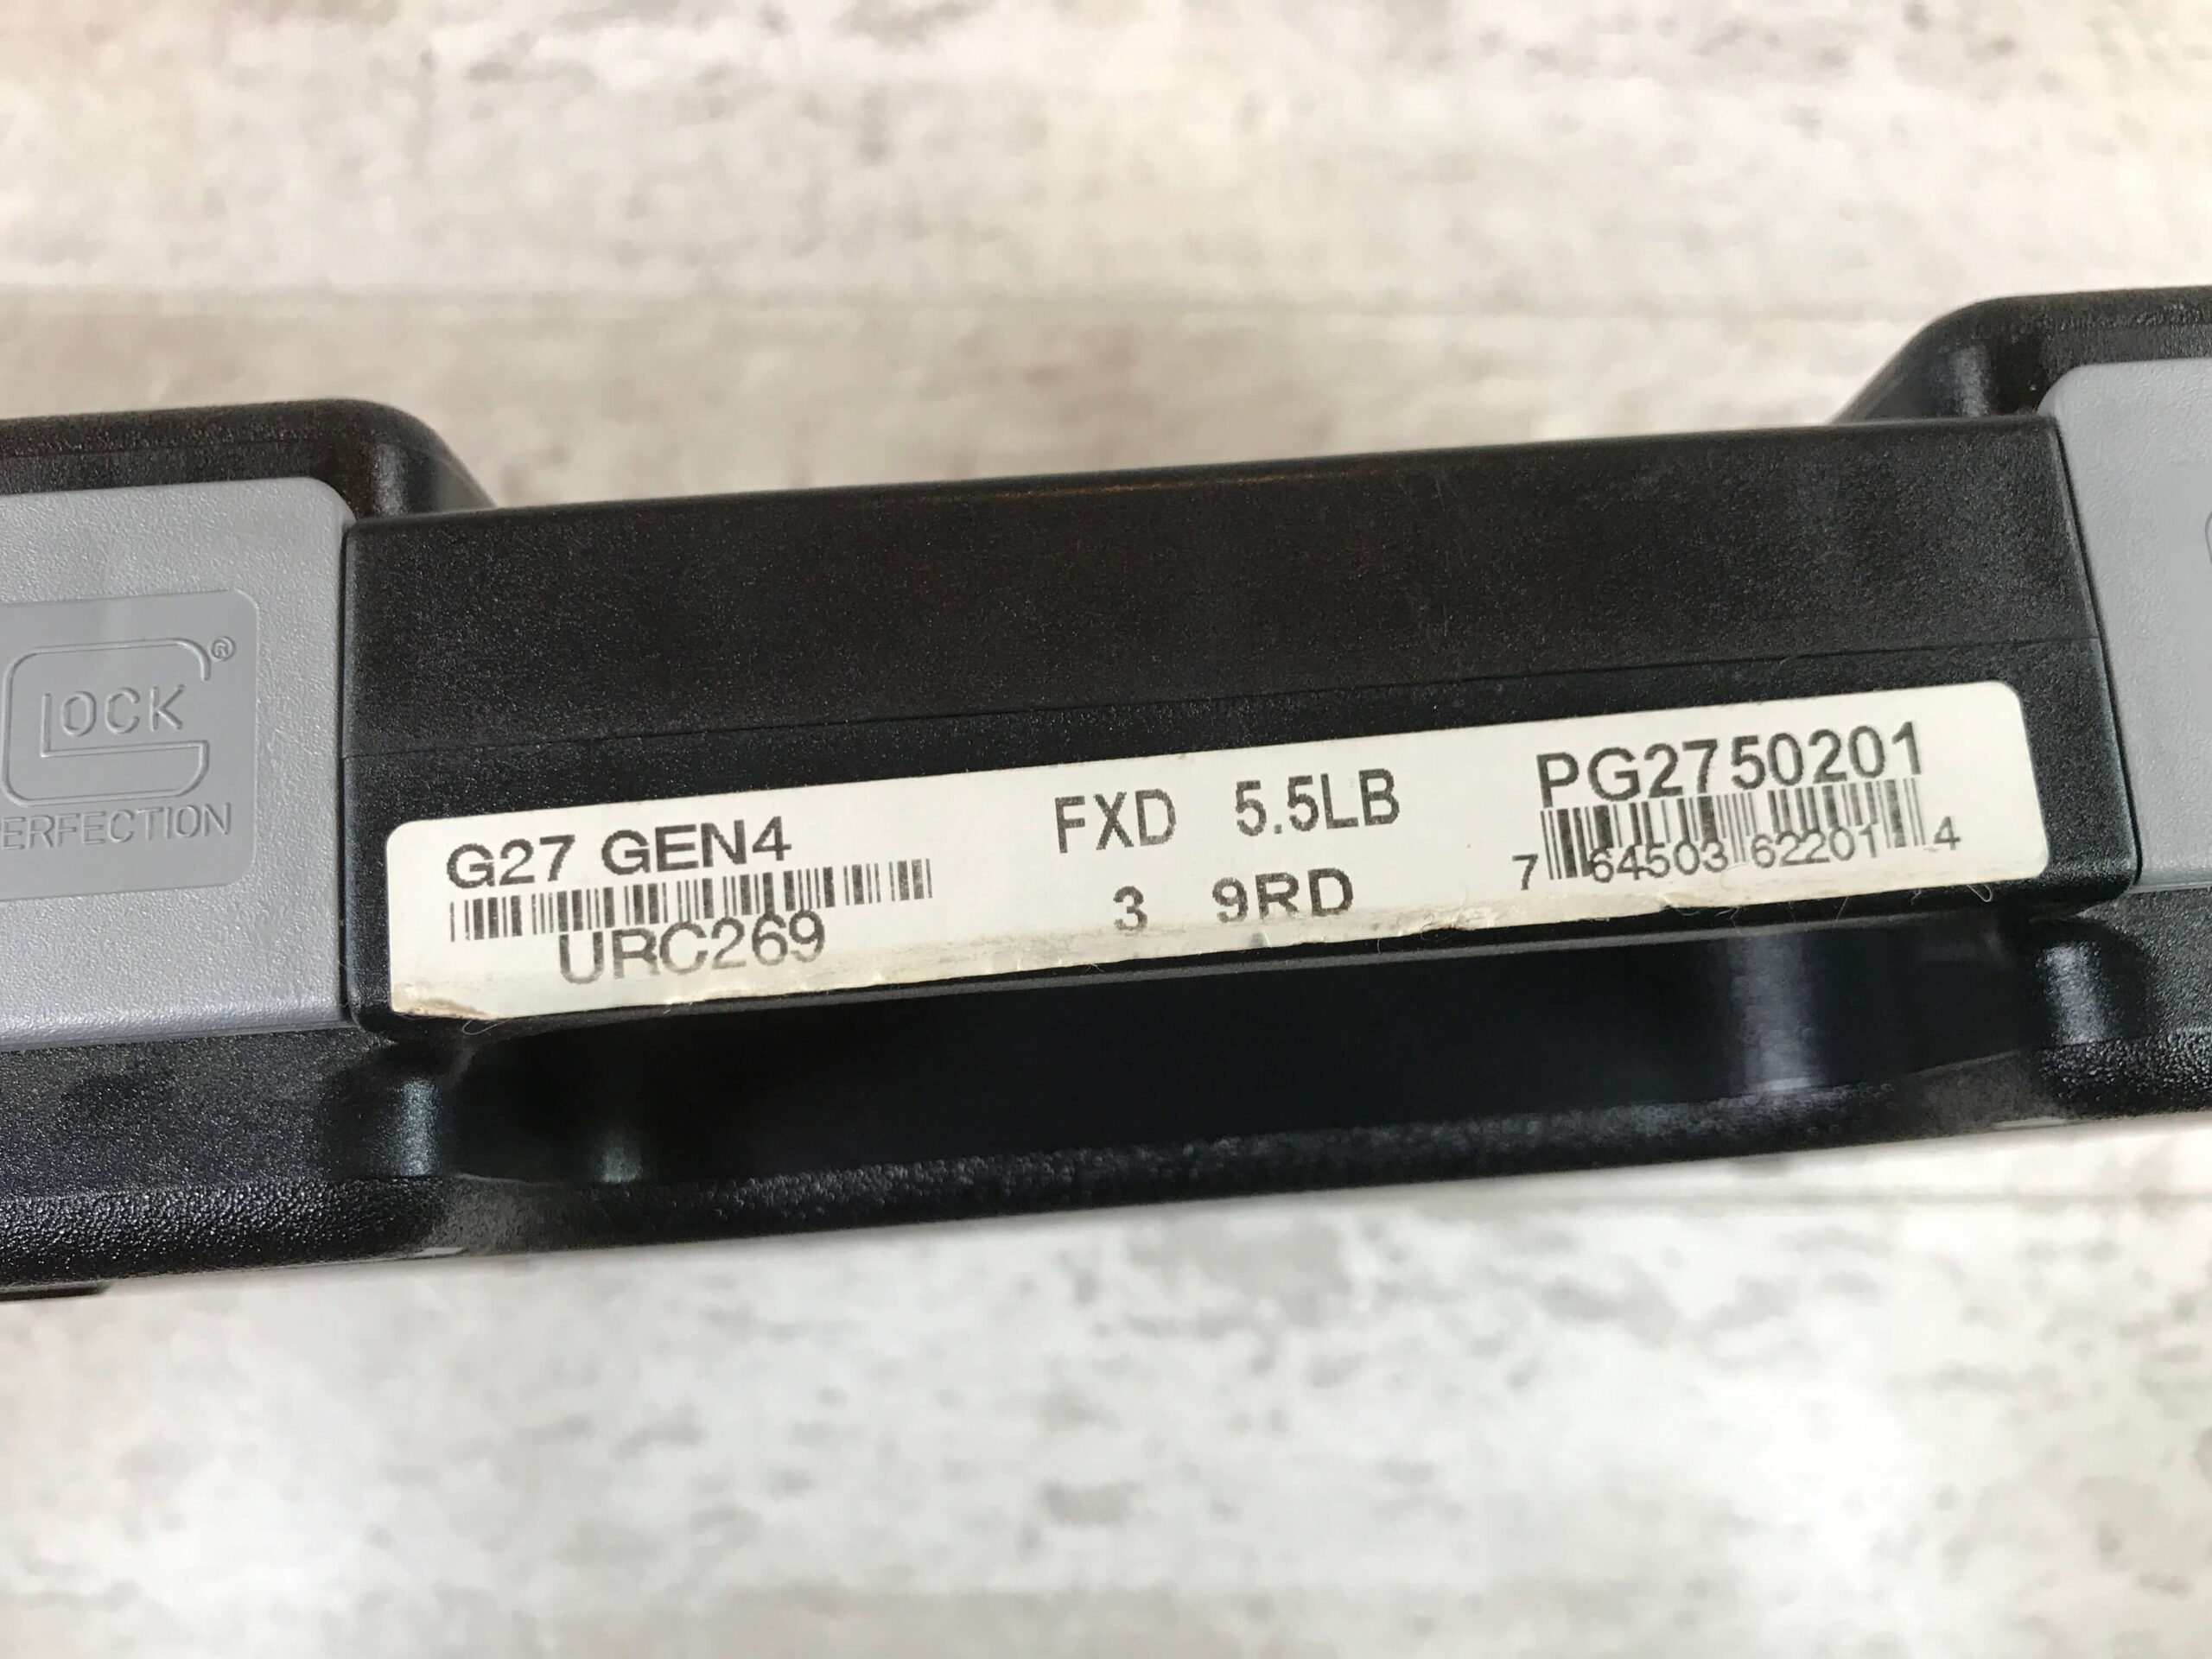 GLOCK®
PERFECTION
G27 GEN4
URC269
FXD 5.5LB
3 9RD
PG2750201
7 64503 62201 4